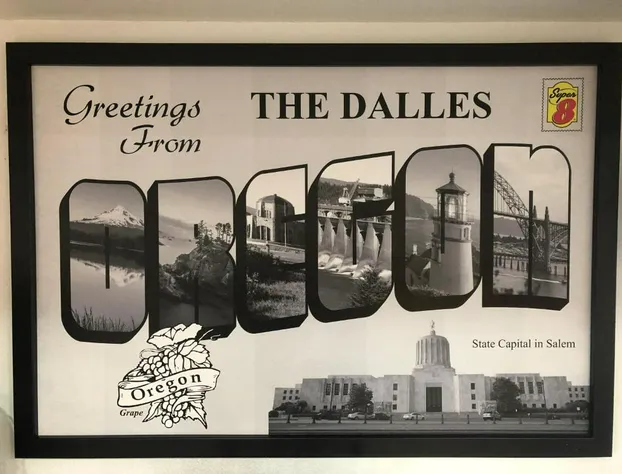 Greetings
From
THE DALLES
Super
8
OREGON
Oregon
Grape
State Capital in Salem